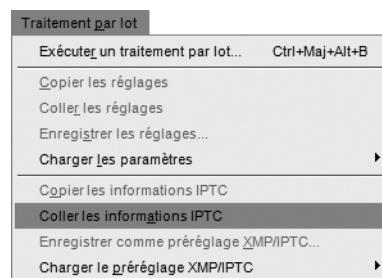 Traitement par lot
Exécuter un traitement par lot... Ctrl+Maj+Alt+B
Copier les réglages
Coller les réglages
Enregistrer les réglages...
Charger les paramètres
Copier les informations IPTC
Coller les informations IPTC
Enregistrer comme préréglage XMP/IPTC...
Charger le préréglage XMP/IPTC